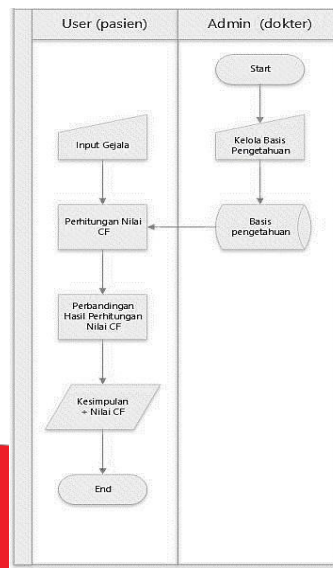 User (pasien)
Admin (dokter)
Start
Input Gejala
Kelola Basis
Pengetahuan
Perhitungan Nilai
CF
Basis
pengetahuan
Perbandingan
Hasil Perhitungan
Nilai CF
Kesimpulan
+ Nilai CF
End